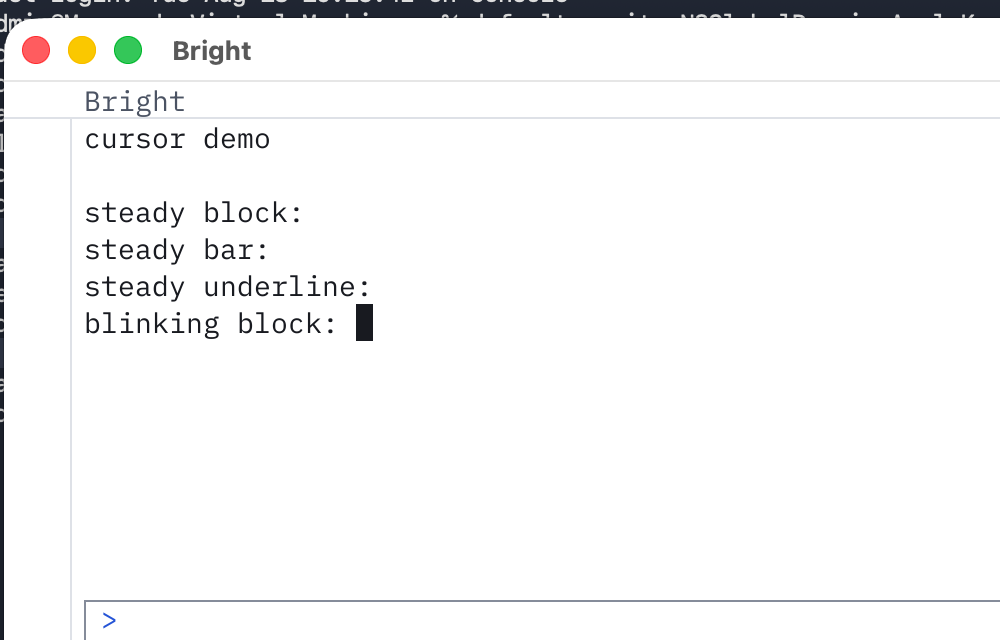 Bright
Bright
cursor demo
steady block:
steady bar:
steady underline:
blinking block:
>